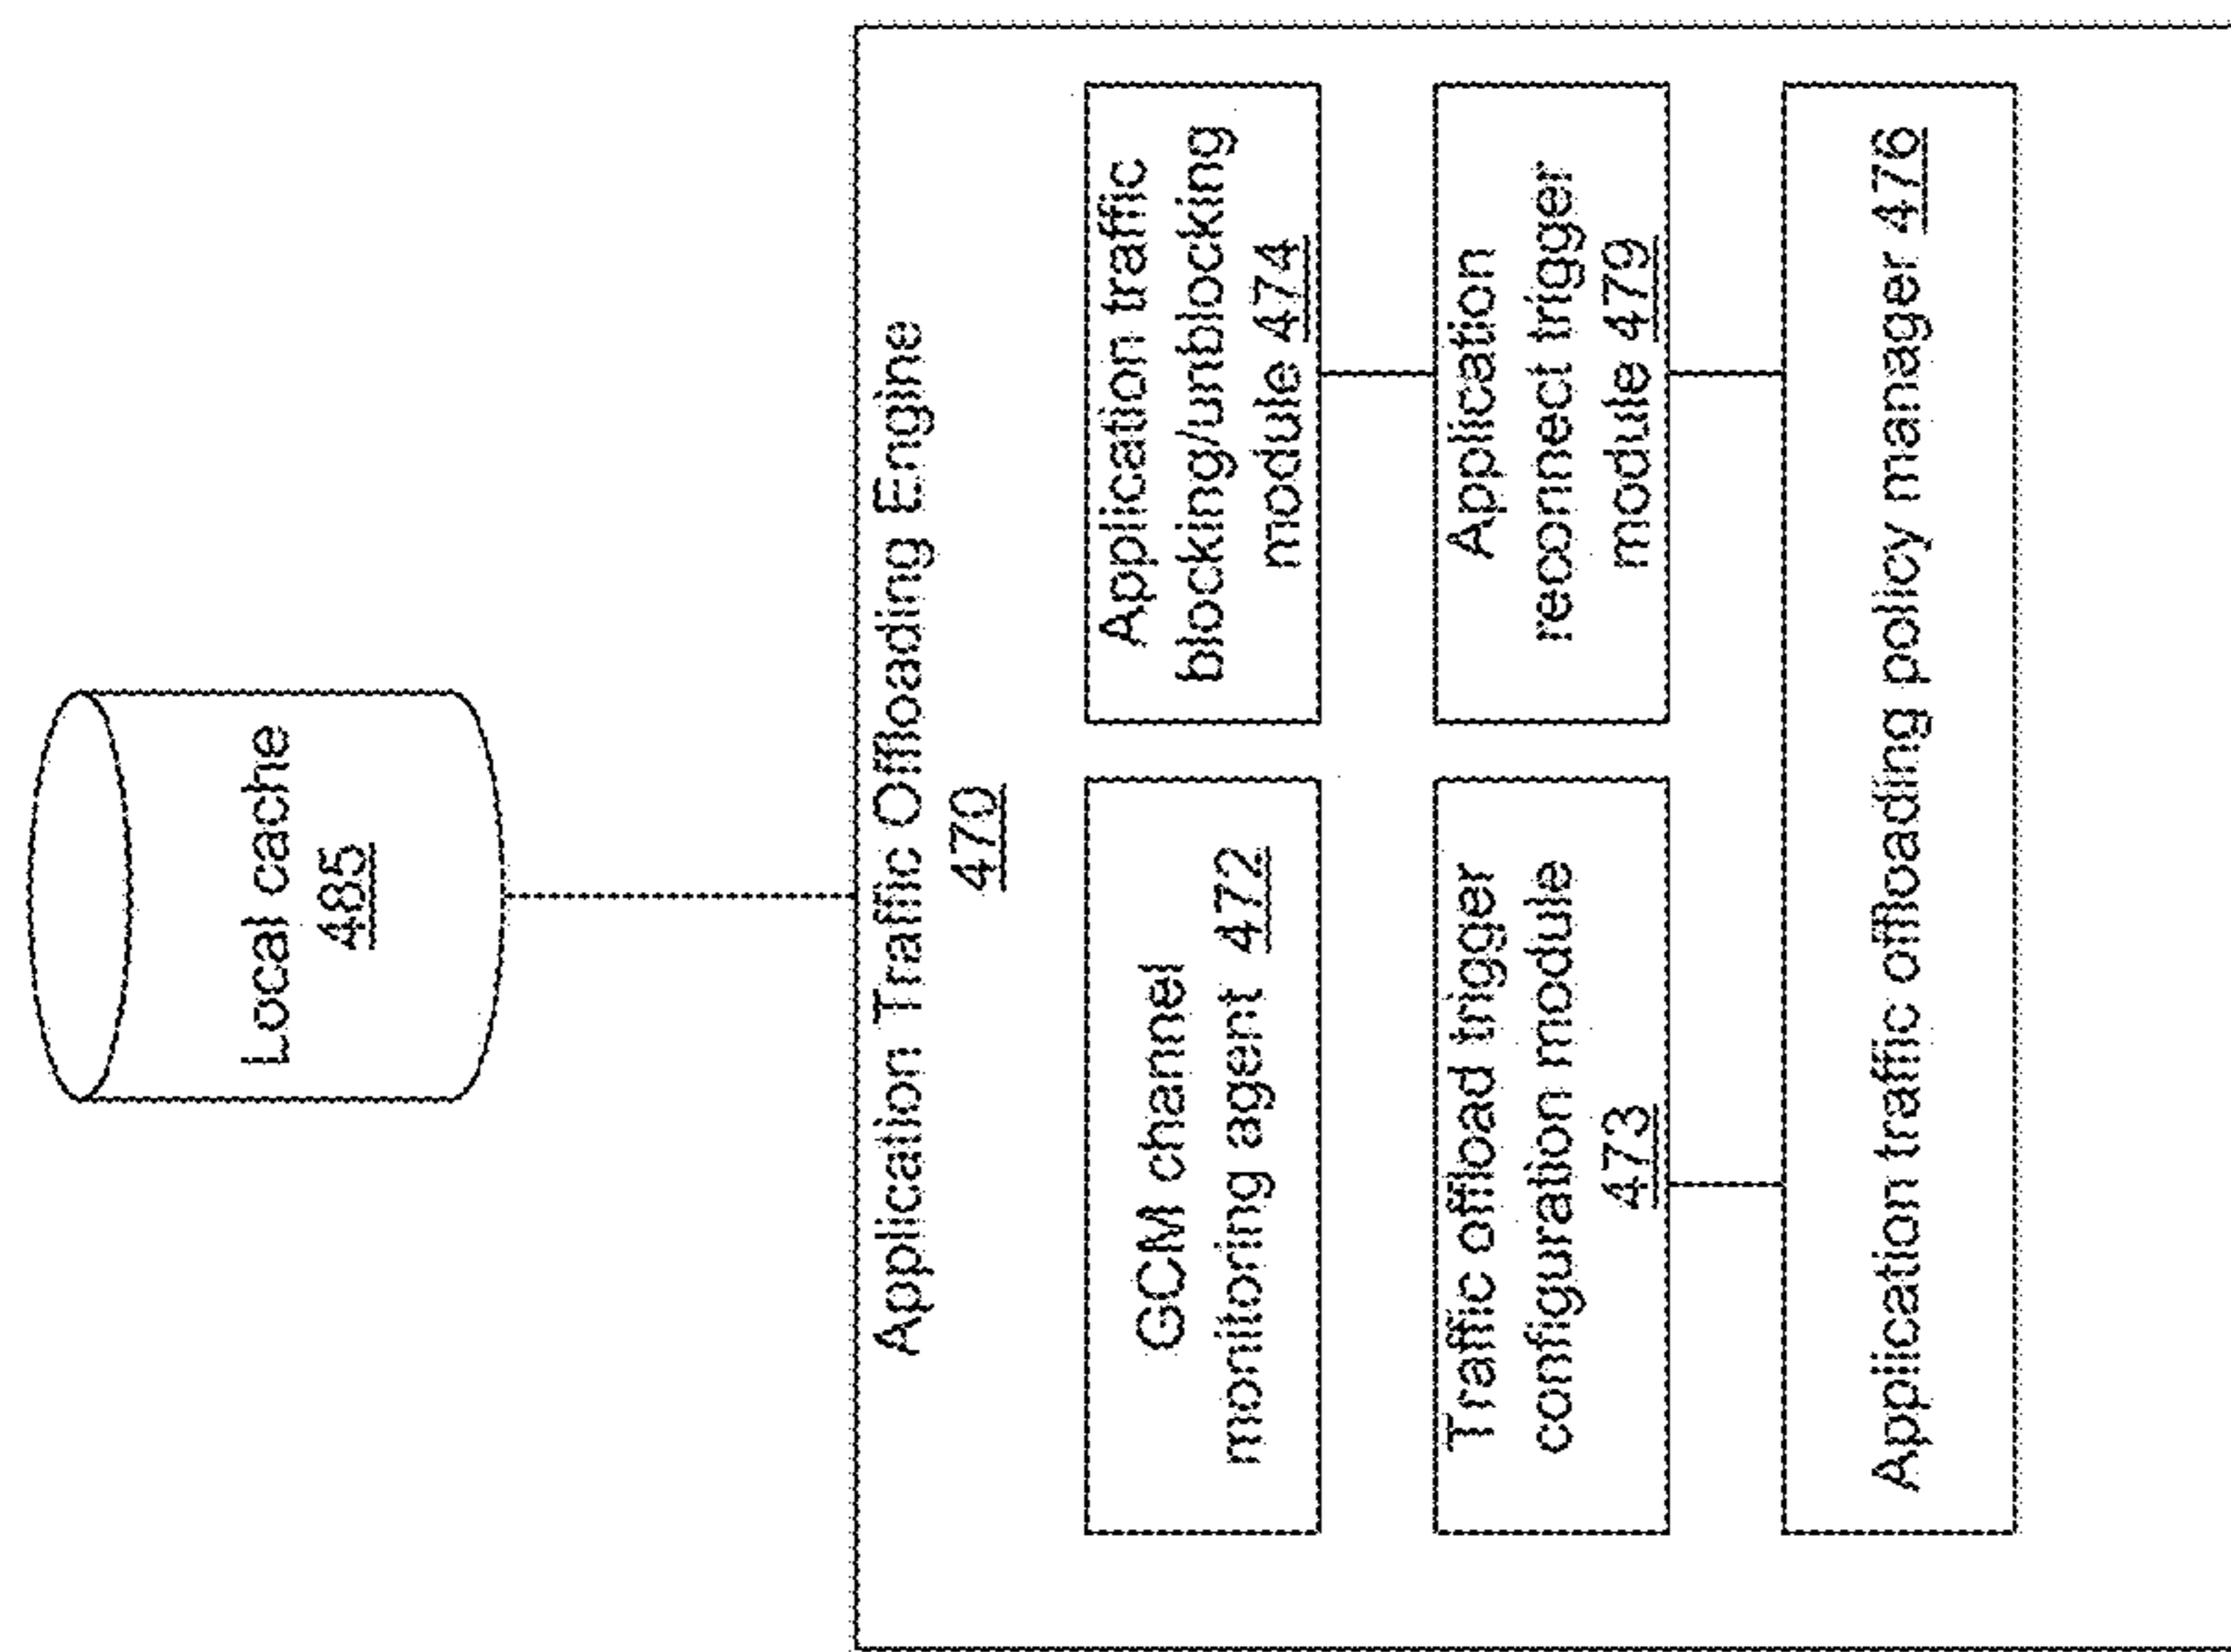 Local cache
485
Application Traffic Offloading Engine
470
GCM channel
monitoring agent 472
Application traffic
blocking/unblocking
module 474
Traffic offload trigger
configuration module
473
Application
reconnect trigger
module 479
Application traffic offloading policy manager 476